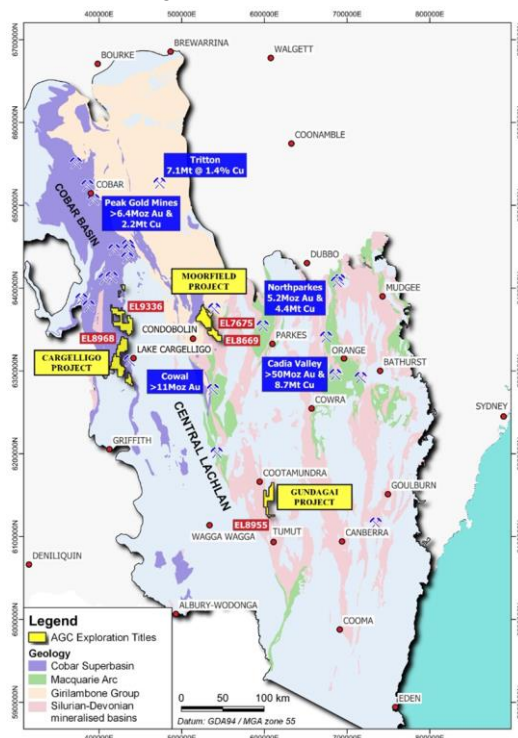 400000E
500000E
600000E
700000E
800000E
6700000N
6600000N
6500000N
6400000N
6300000N
6200000N
6100000N
6000000N
5900000N
BREWARRINA
BOURKE
WALGETT
COONAMBLE
Tritton
7.1Mt @ 1.4% Cu
COBAR
COBAR BASIN
Peak Gold Mines
>6.4Moz Au &
2.2Mt Cu
DUBBO
MOORFIELD
PROJECT
Northparkes
5.2Moz Au &
4.4Mt Cu
MUDGEE
EL9336
EL7675
EL8669
EL8968
CONDOBOLIN
PARKES
CARGELLIGO
PROJECT
LAKE CARGELLIGO
ORANGE
Cowal
>11Moz Au
Cadia Valley
>50Moz Au &
8.7Mt Cu
BATHURST
COWRA
SYDNEY
CENTRAL LACHLAN
GRIFFITH
COOTAMUNDRA
GUNDAGAI
PROJECT
GOULBURN
EL8955
WAGGA WAGGA
TUMUT
CANBERRA
DENILIQUIN
ALBURY-WODONGA
COOMA
EDEN
Legend
AGC Exploration Titles
Geology
Cobar Superbasin
Macquarie Arc
Girilambone Group
Silurian-Devonian
mineralised basins
0 50 100 km
Datum: GDA94 / MGA zone 55